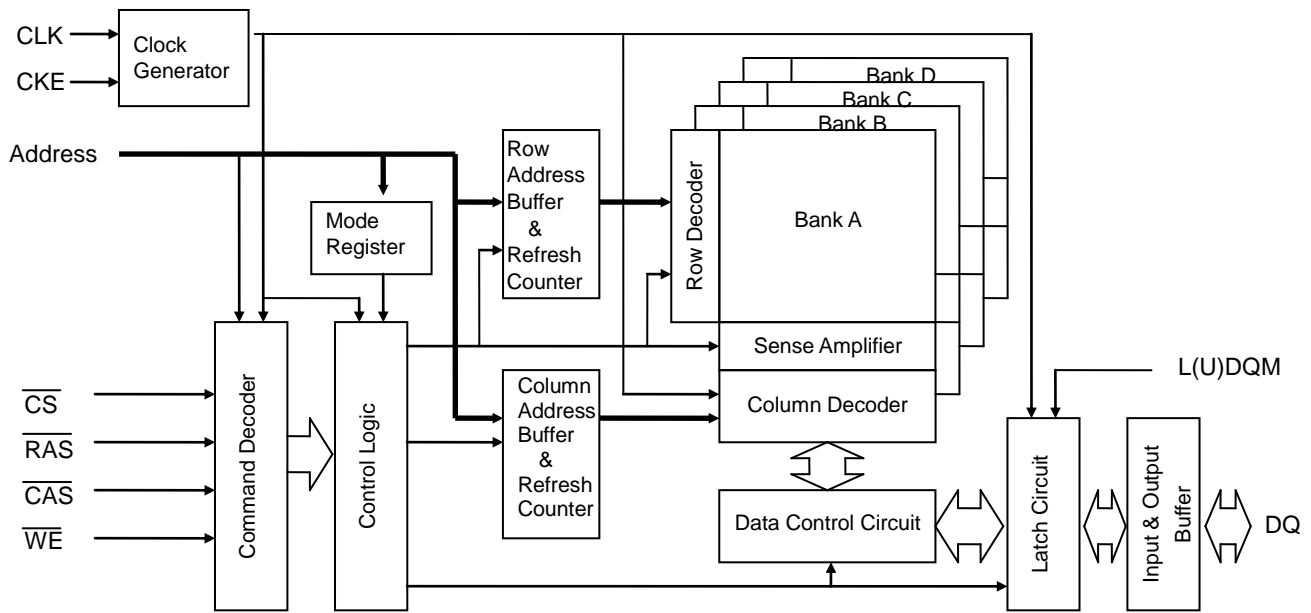 CLK
CKE
Clock
Generator
Address
Mode
Register
Row
Address
Buffer
&
Refresh
Counter
Bank D
Bank C
Bank B
Row Decoder
Bank A
Sense Amplifier
Column Decoder
CS
RAS
CAS
WE
Command Decoder
Control Logic
Column
Address
Buffer
&
Refresh
Counter
Data Control Circuit
L(U)DQM
Latch Circuit
Input & Output
Buffer
DQ